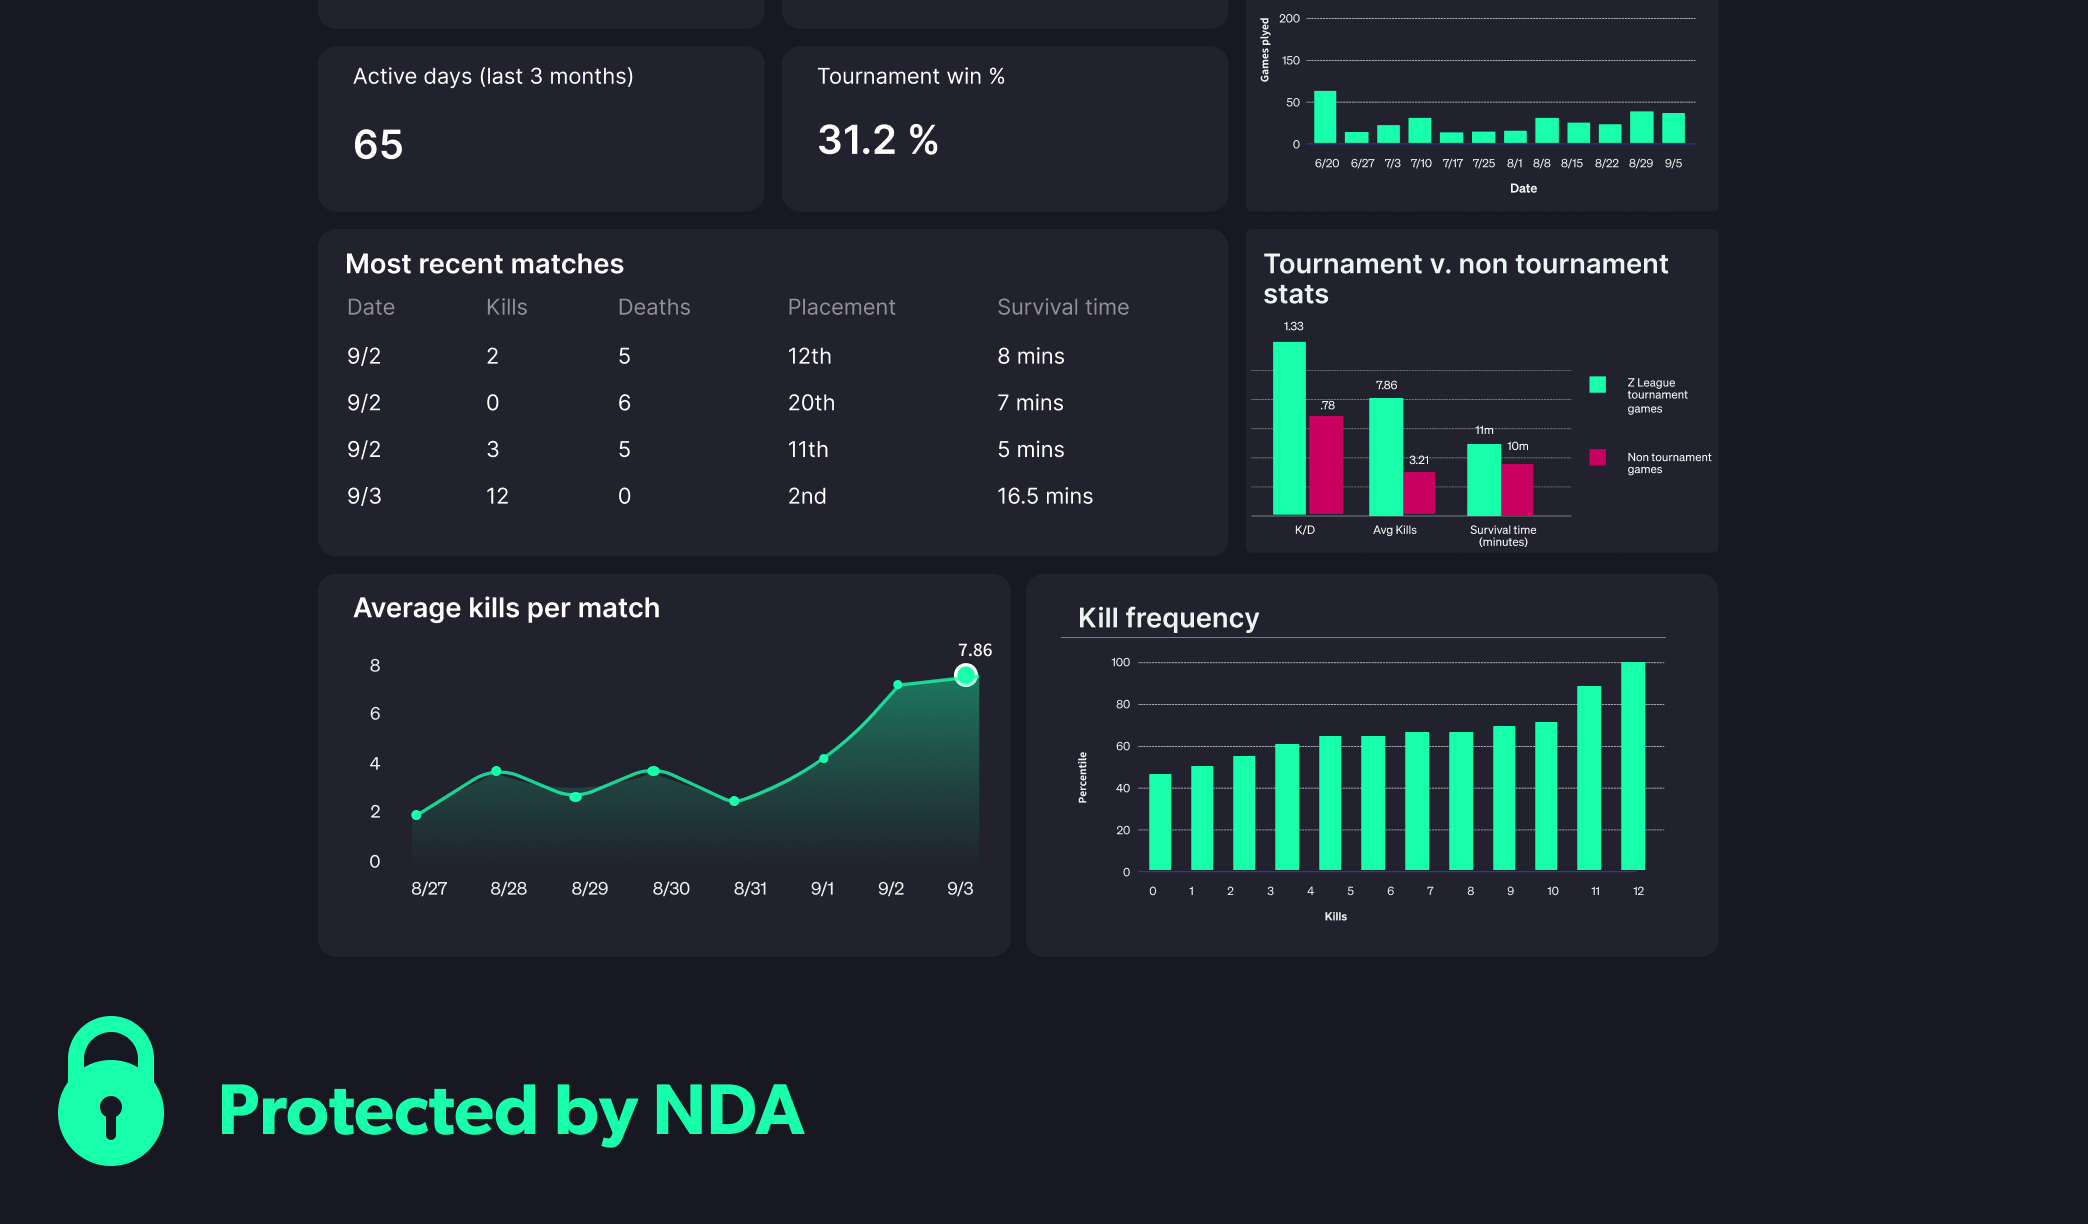 Active days (last 3 months)
65
Tournament win %
31.2 %
Games plyed
200
150
50
0
6/20 6/27 7/3 7/10 7/17 7/25 8/1 8/8 8/15 8/22 8/29 9/5
Date
Most recent matches
Date Kills Deaths Placement Survival time
9/2 2 5 12th 8 mins
9/2 0 6 20th 7 mins
9/2 3 5 11th 5 mins
9/3 12 0 2nd 16.5 mins
Tournament v. non tournament
stats
1.33
.78
7.86
3.21
11m
10m
K/D
Avg Kills
Survival time
(minutes)
Z League
tournament
games
Non tournament
games
Average kills per match
7.86
8
6
4
2
0
8/27 8/28 8/29 8/30 8/31 9/1 9/2 9/3
Kill frequency
Percentile
100
80
60
40
20
0
0 1 2 3 4 5 6 7 8 9 10 11 12
Kills
Protected by NDA